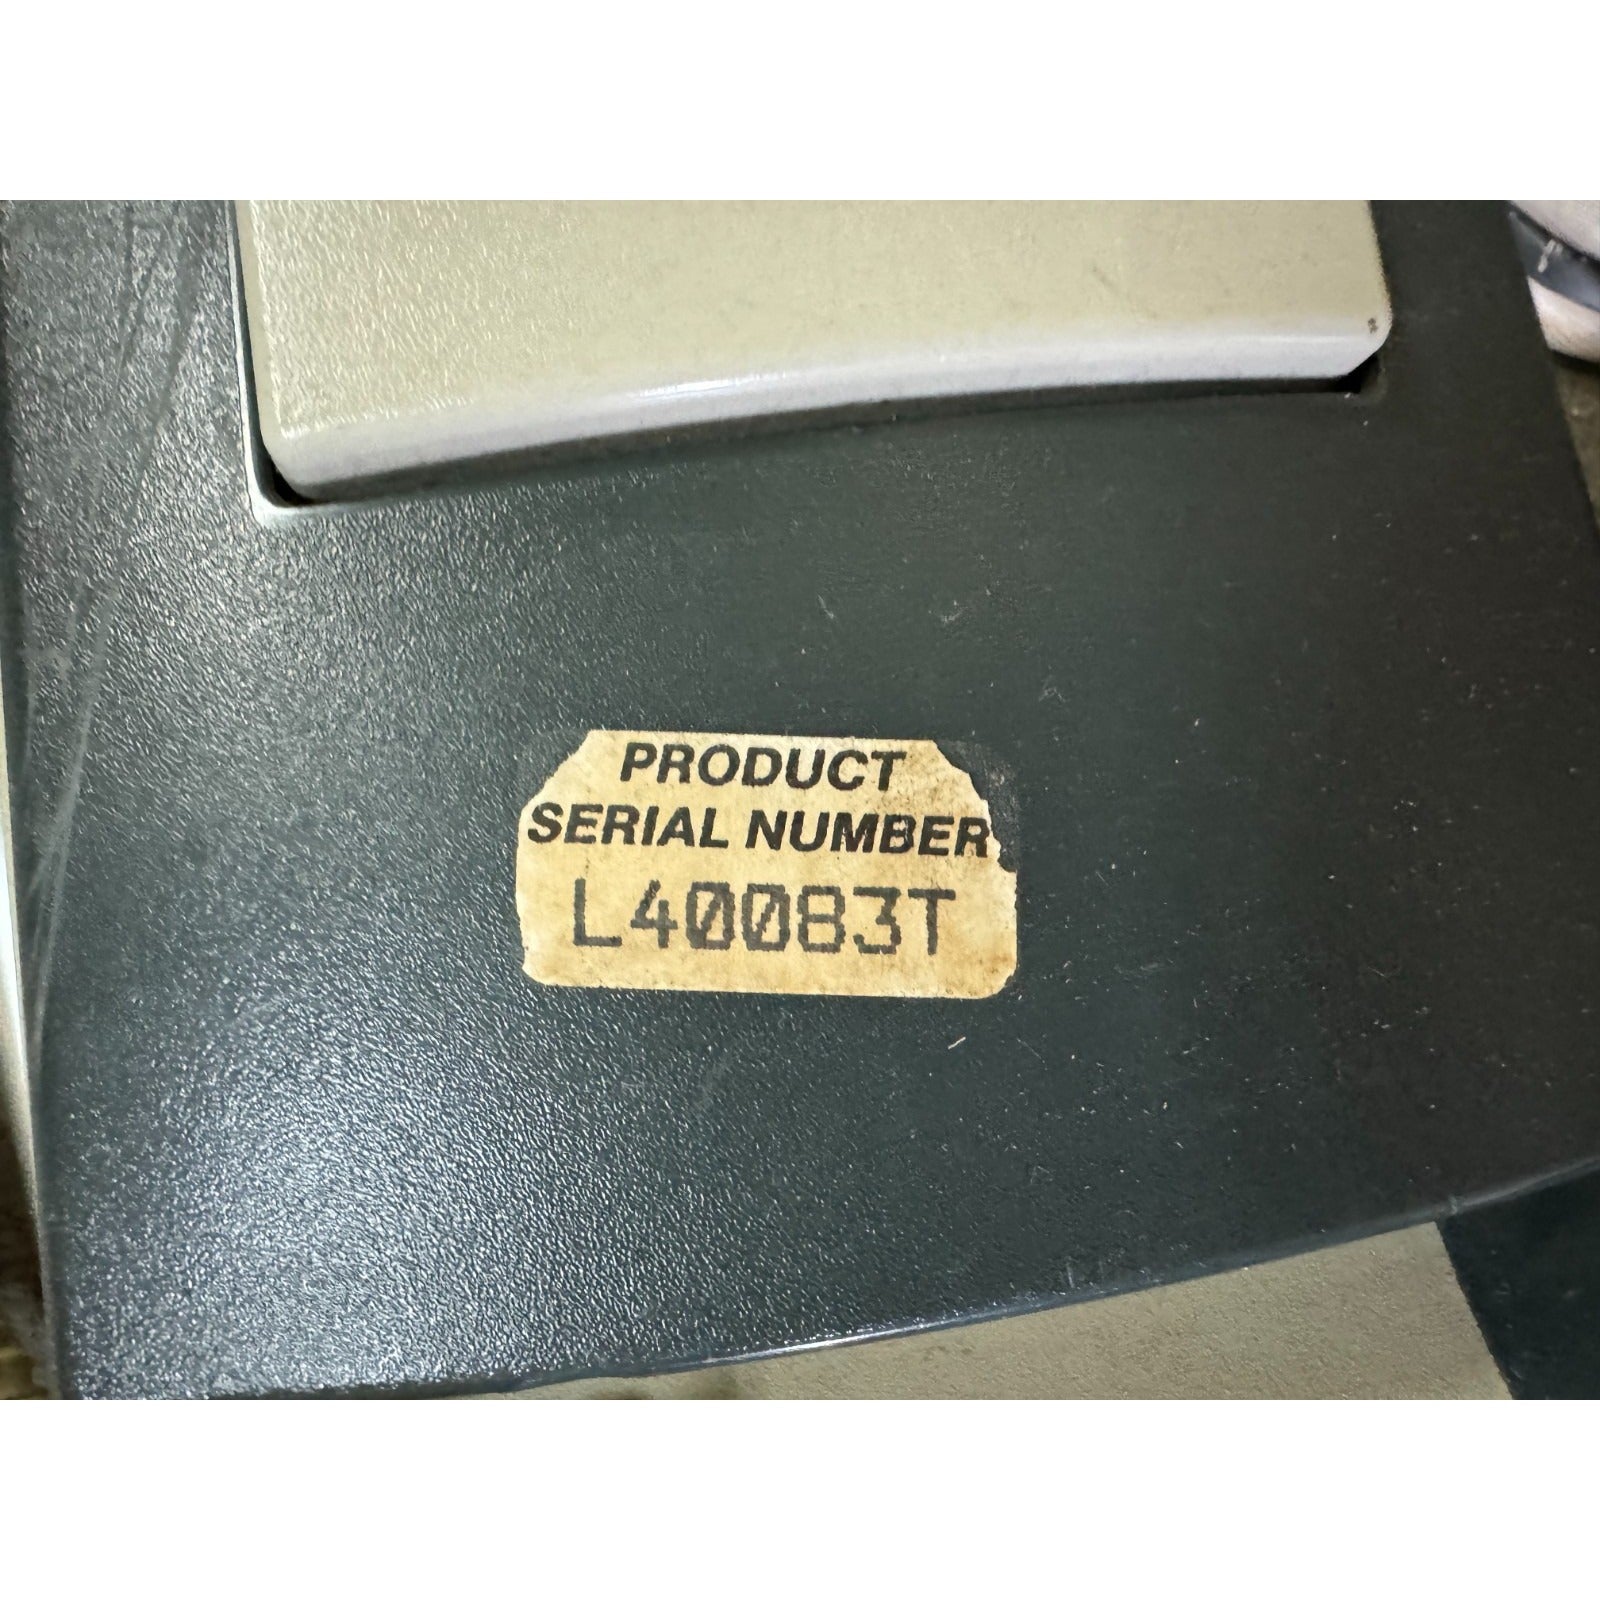 PRODUCT
SERIAL NUMBER
L40083T